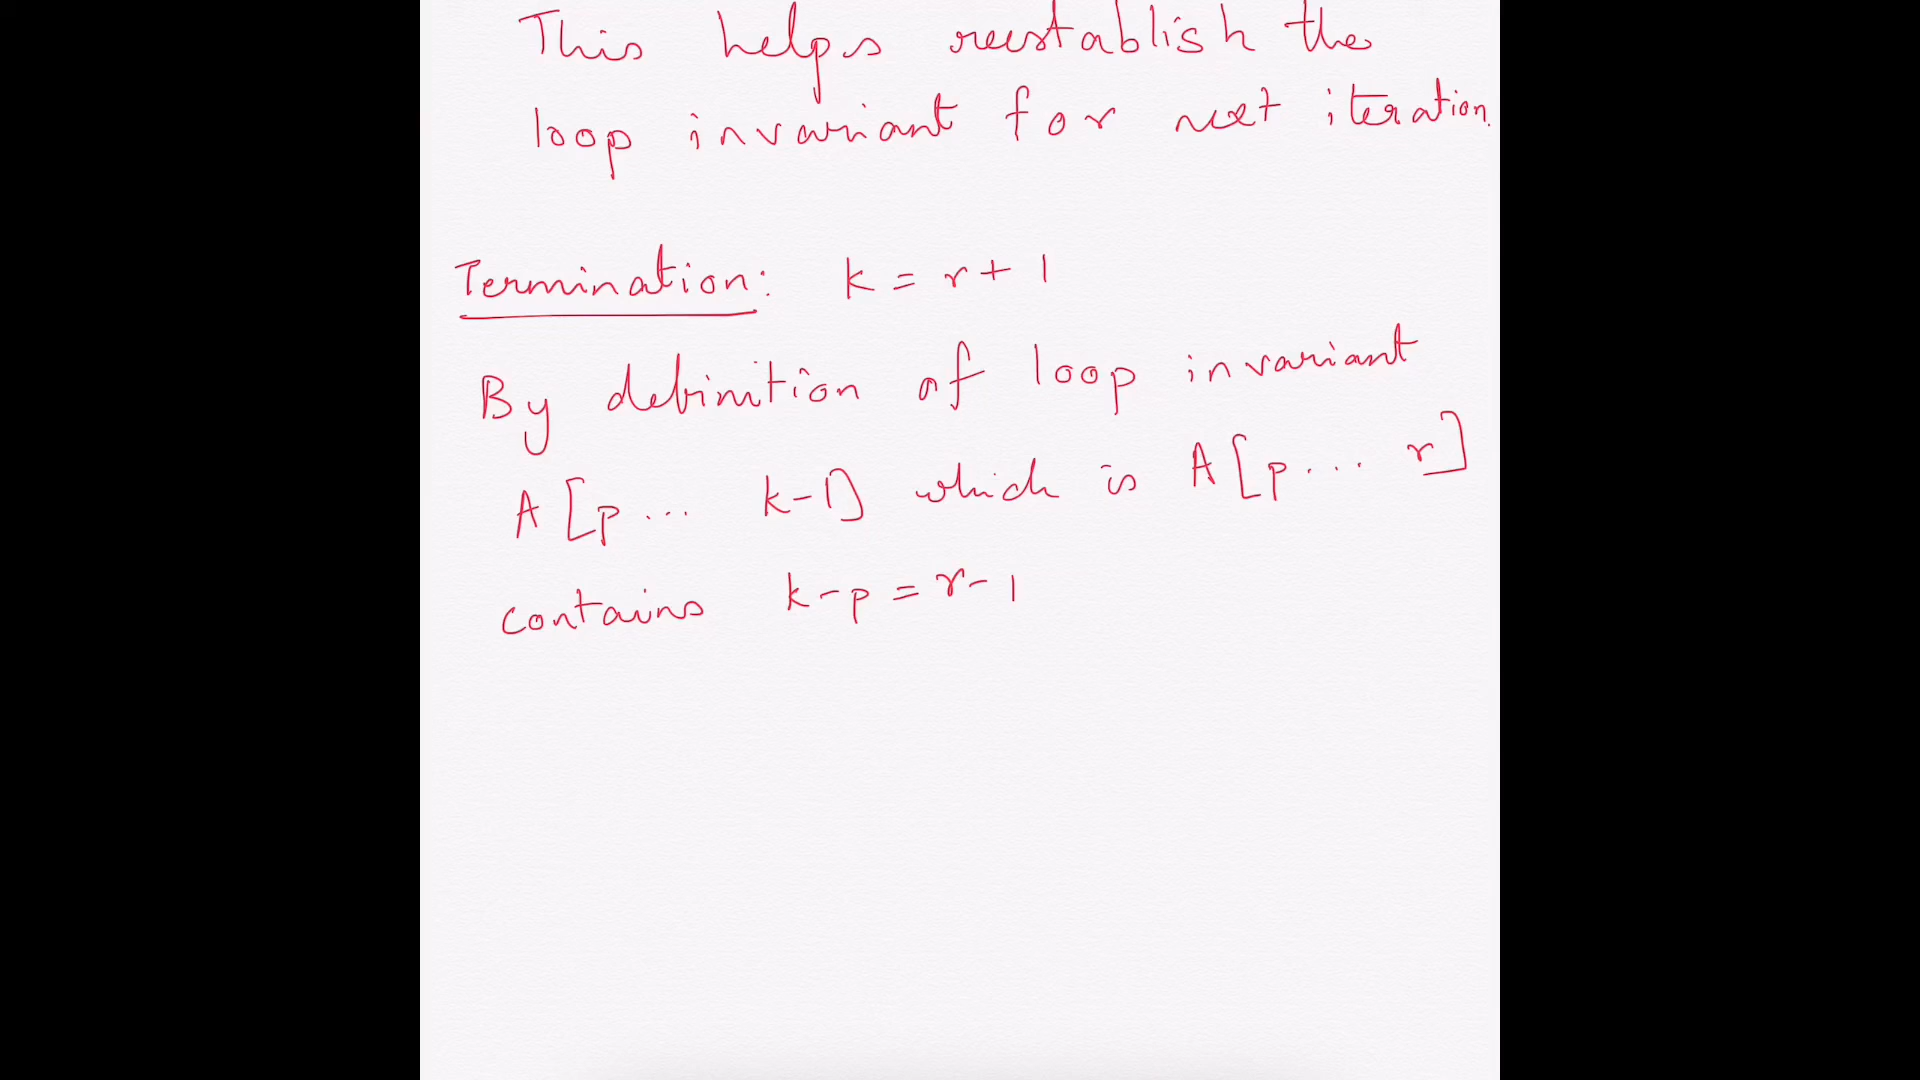 This helps reestablish the
loop invariant for next iteration.
Termination: k = r + 1
By definition of loop invariant
A [p ... k-1] which is A [p ... r]
contains k-p = r-1